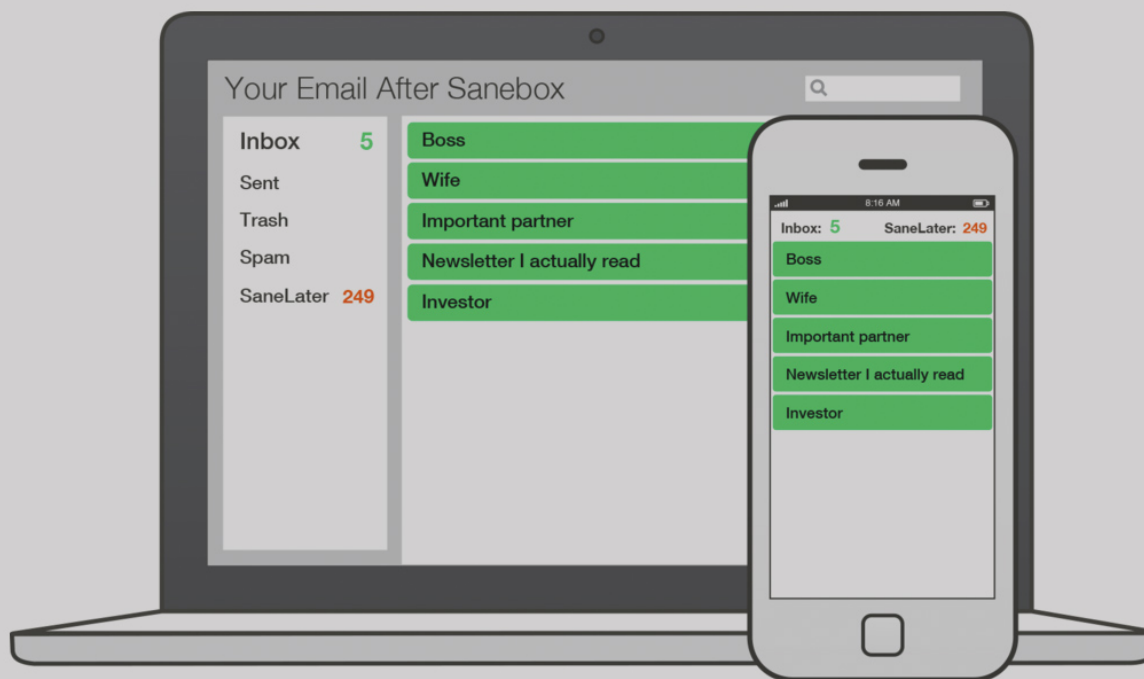 Your Email After Sanebox
Inbox 5
Sent
Trash
Spam
SaneLater 249
Boss
Wife
Important partner
Newsletter I actually read
Investor
8:16 AM
Inbox: 5 SaneLater: 249
Boss
Wife
Important partner
Newsletter I actually read
Investor